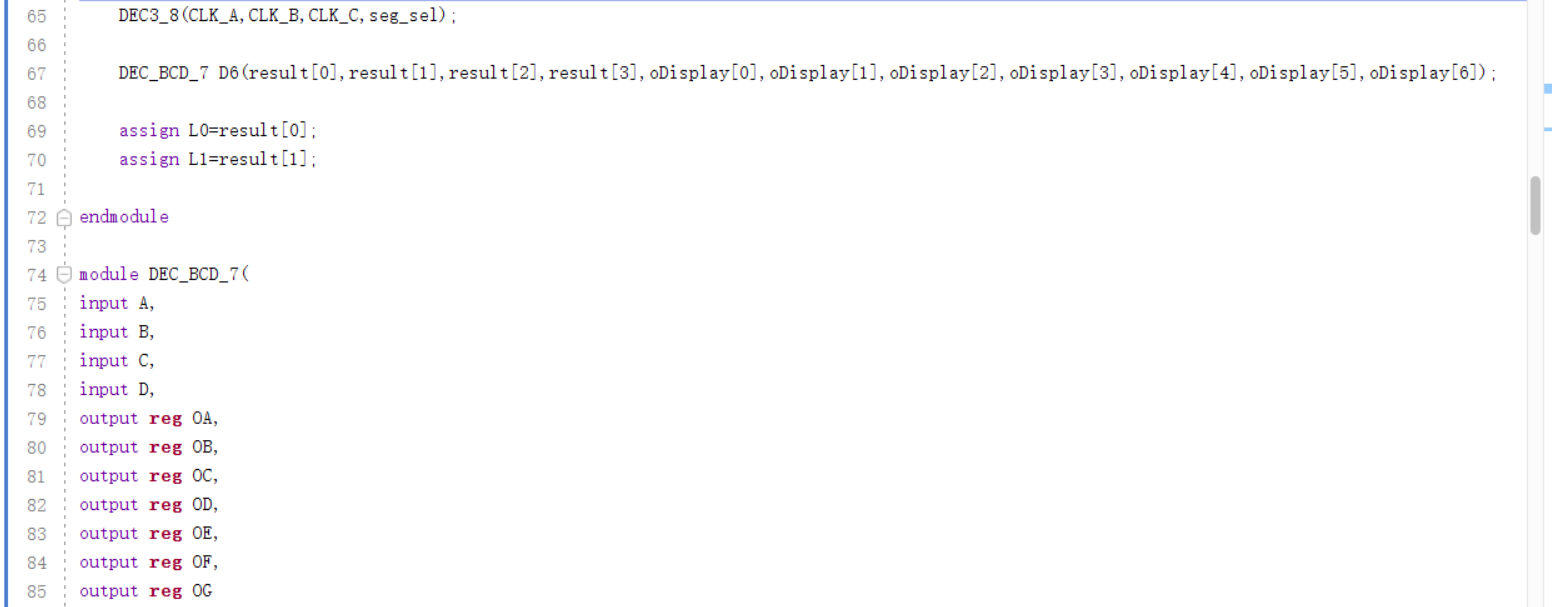 65 DEC3_8(CLK_A,CLK_B,CLK_C,seg_sel);
66
67 DEC_BCD_7 D6(result[0],result[1],result[2],result[3],oDisplay[0],oDisplay[1],oDisplay[2],oDisplay[3],oDisplay[4],oDisplay[5],oDisplay[6]);
68
69 assign L0=result[0];
70 assign L1=result[1];
71
72 endmodule
73
74 module DEC_BCD_7(
75 input A,
76 input B,
77 input C,
78 input D,
79 output reg OA,
80 output reg OB,
81 output reg OC,
82 output reg OD,
83 output reg OE,
84 output reg OF,
85 output reg OG